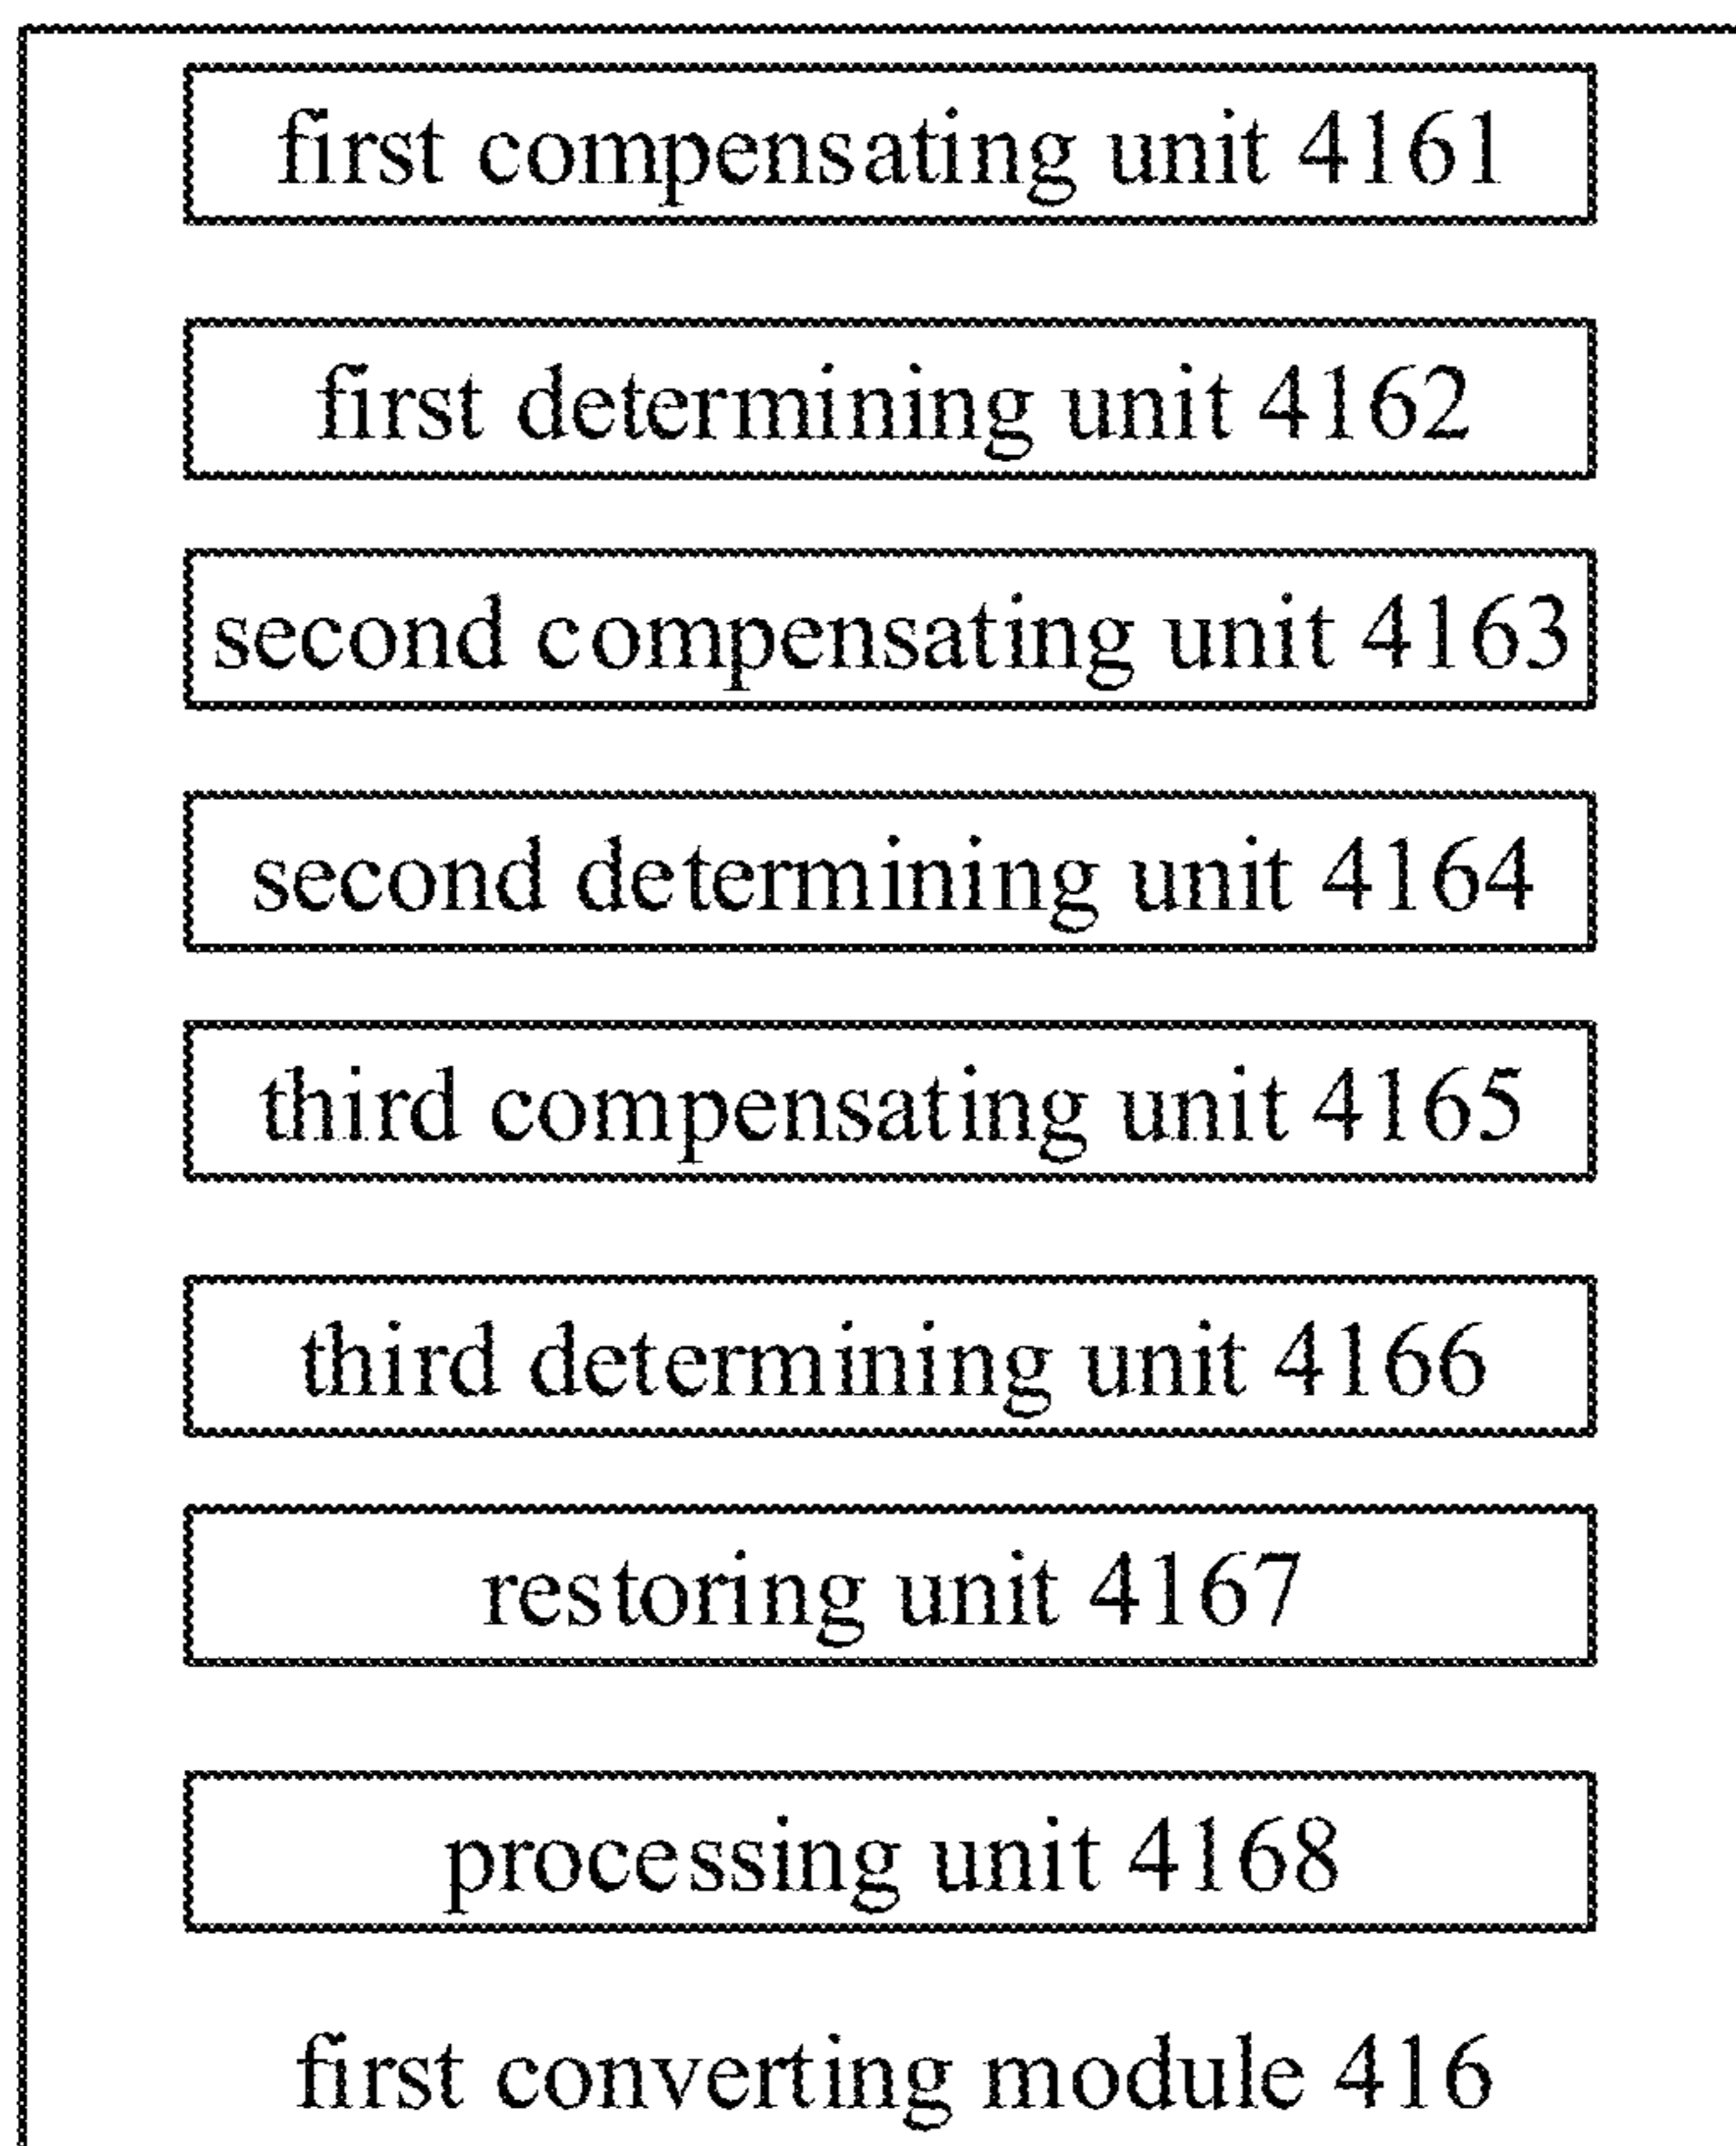 first compensating unit 4161
first determining unit 4162
second compensating unit 4163
second determining unit 4164
third compensating unit 4165
third determining unit 4166
restoring unit 4167
processing unit 4168
first converting module 416